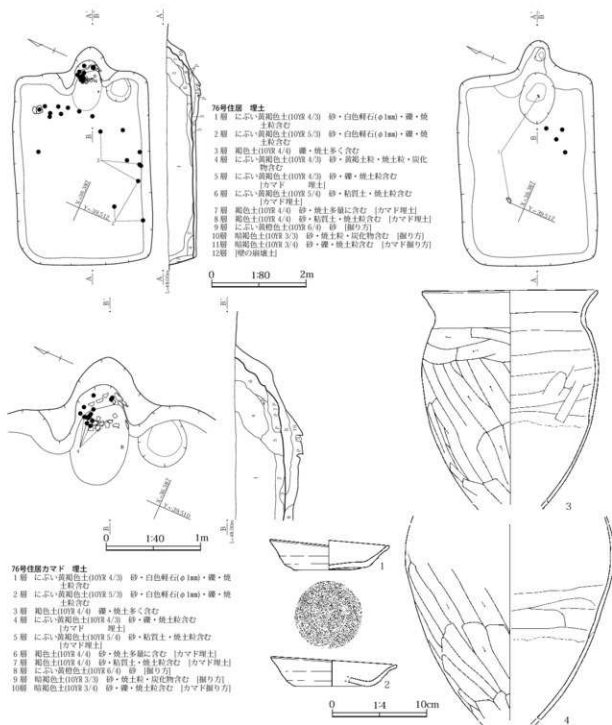 76号住居 埋土
1層 にぶい黄褐色土(10YR 4/3) 砂・白色軽石(φ1mm)・礫・焼
土粒含む
2層 にぶい黄褐色土(10YR 5/3) 砂・白色軽石(φ1mm)・礫・焼
土粒含む
3層 褐色土(10YR 4/4) 礫・焼土多く含む
4層 にぶい黄褐色土(10YR 4/3) 砂・黄褐土粒・焼土粒・炭化
物含む
5層 にぶい黄褐色土(10YR 4/3) 砂・礫・焼土粒含む
[カマド 埋土]
6層 にぶい黄褐色土(10YR 5/4) 砂・粘質土・焼土粒含む
[カマド埋土]
7層 褐色土(10YR 4/4) 砂・焼土多量に含む [カマド埋土]
8層 褐色土(10YR 4/4) 砂・粘質土・焼土粒含む [カマド埋土]
9層 にぶい黄橙色土(10YR 6/4) 砂 [掘り方]
10層 暗褐色土(10YR 3/3) 砂・焼土粒・炭化物含む [掘り方]
11層 暗褐色土(10YR 3/4) 砂・礫・焼土粒含む [カマド掘り方]
12層 [壁の崩壊土]
0 1:80 2m
0 1:40 1m
76号住居カマド 埋土
1層 にぶい黄褐色土(10YR 4/3) 砂・白色軽石(φ1mm)・礫・焼
土粒含む
2層 にぶい黄褐色土(10YR 5/3) 砂・白色軽石(φ1mm)・礫・焼
土粒含む
3層 褐色土(10YR 4/4) 礫・焼土多く含む
4層 にぶい黄褐色土(10YR 4/3) 砂・礫・焼土粒含む
[カマド 埋土]
5層 にぶい黄褐色土(10YR 5/4) 砂・粘質土・焼土粒含む
[カマド埋土]
6層 褐色土(10YR 4/4) 砂・焼土多量に含む [カマド埋土]
7層 褐色土(10YR 4/4) 砂・粘質土・焼土粒含む [カマド埋土]
8層 にぶい黄橙色土(10YR 6/4) 砂 [掘り方]
9層 暗褐色土(10YR 3/3) 砂・焼土粒・炭化物含む [掘り方]
10層 暗褐色土(10YR 3/4) 砂・礫・焼土粒含む [カマド掘り方]
1
2
3
4
0 1:4 10cm